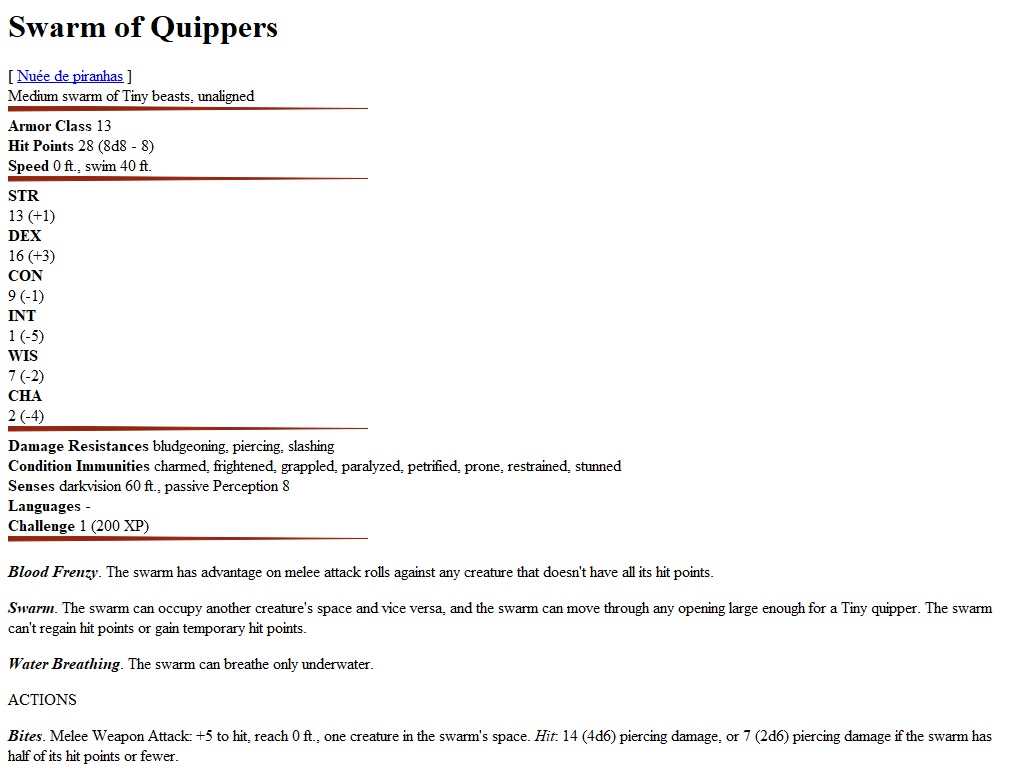 Swarm of Quippers
[ Nuée de piranhas ]
Medium swarm of Tiny beasts, unaligned
Armor Class 13
Hit Points 28 (8d8 - 8)
Speed 0 ft., swim 40 ft.
STR
13 (+1)
DEX
16 (+3)
CON
9 (-1)
INT
1 (-5)
WIS
7 (-2)
CHA
2 (-4)
Damage Resistances bludgeoning, piercing, slashing
Condition Immunities charmed, frightened, grappled, paralyzed, petrified, prone, restrained, stunned
Senses darkvision 60 ft., passive Perception 8
Languages -
Challenge 1 (200 XP)
Blood Frenzy. The swarm has advantage on melee attack rolls against any creature that doesn't have all its hit points.
Swarm. The swarm can occupy another creature's space and vice versa, and the swarm can move through any opening large enough for a Tiny quipper. The swarm
can't regain hit points or gain temporary hit points.
Water Breathing. The swarm can breathe only underwater.
ACTIONS
Bites. Melee Weapon Attack: +5 to hit, reach 0 ft., one creature in the swarm's space. Hit: 14 (4d6) piercing damage, or 7 (2d6) piercing damage if the swarm has
half of its hit points or fewer.